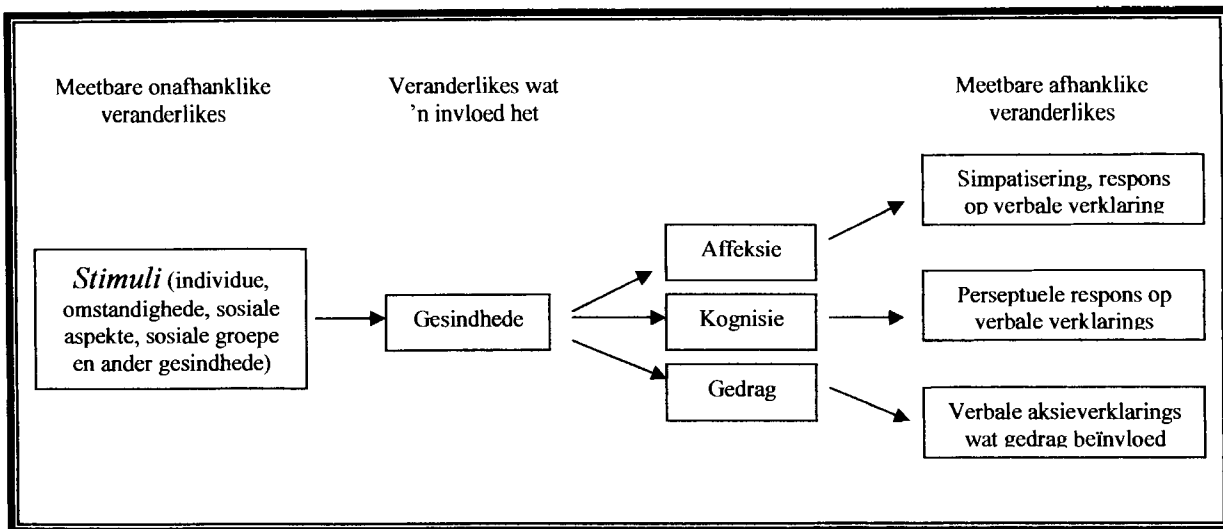 Meetbare onafhanklike
veranderlikes
Veranderlikes wat
'n invloed het
Meetbare afhanklike
veranderlikes
Stimuli (individue,
omstandighede, sosiale
aspekte, sosiale groepe
en ander gesindhede)
Gesindhede
Affeksie
Kognisie
Gedrag
Simpatisering, respons
op verbale verklaring
Perseptuele respons op
verbale verklarings
Verbale aksieverklarings
wat gedrag beïnvloed